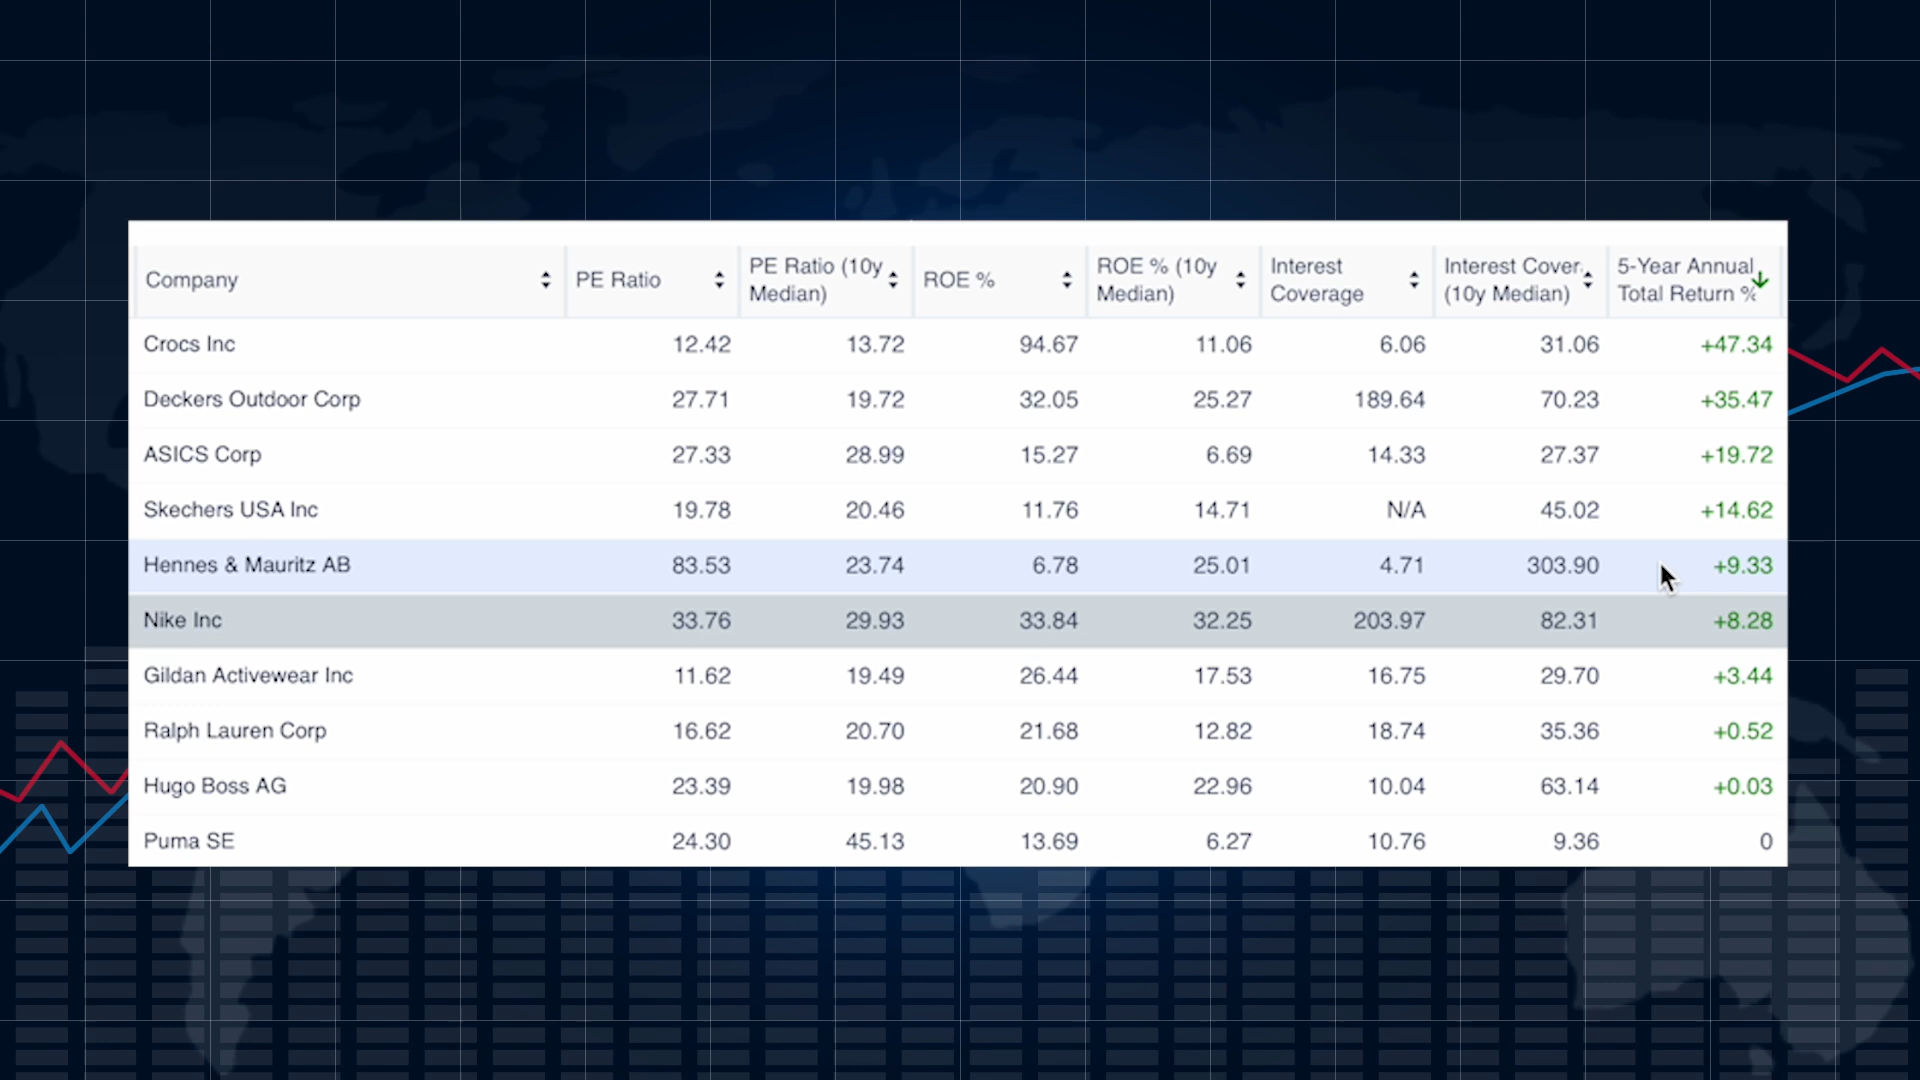 Company PE Ratio PE Ratio (10y Median) ROE % ROE % (10y Median) Interest Coverage Interest Cover. (10y Median) 5-Year Annual Total Return %
Crocs Inc 12.42 13.72 94.67 11.06 6.06 31.06 +47.34
Deckers Outdoor Corp 27.71 19.72 32.05 25.27 189.64 70.23 +35.47
ASICS Corp 27.33 28.99 15.27 6.69 14.33 27.37 +19.72
Skechers USA Inc 19.78 20.46 11.76 14.71 N/A 45.02 +14.62
Hennes & Mauritz AB 83.53 23.74 6.78 25.01 4.71 303.90 +9.33
Nike Inc 33.76 29.93 33.84 32.25 203.97 82.31 +8.28
Gildan Activewear Inc 11.62 19.49 26.44 17.53 16.75 29.70 +3.44
Ralph Lauren Corp 16.62 20.70 21.68 12.82 18.74 35.36 +0.52
Hugo Boss AG 23.39 19.98 20.90 22.96 10.04 63.14 +0.03
Puma SE 24.30 45.13 13.69 6.27 10.76 9.36 0